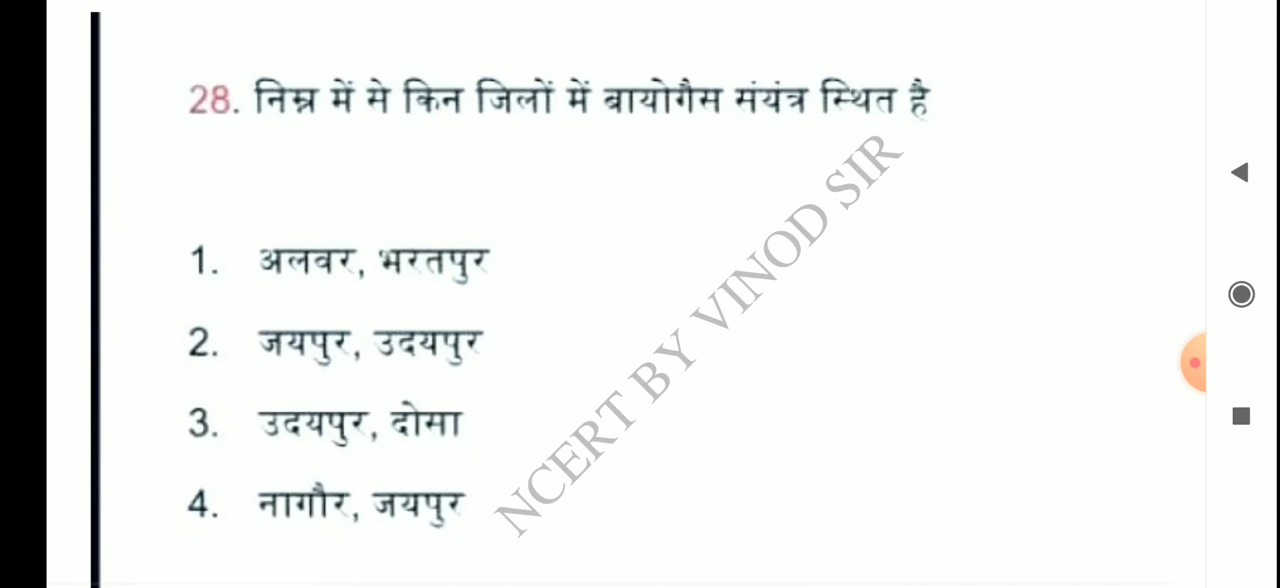 28. निम्न में से किन जिलों में बायोगैस संयंत्र स्थित है
1. अलवर, भरतपुर
2. जयपुर, उदयपुर
3. उदयपुर, दोसा
4. नागौर, जयपुर
NCERT BY VINOD SIR